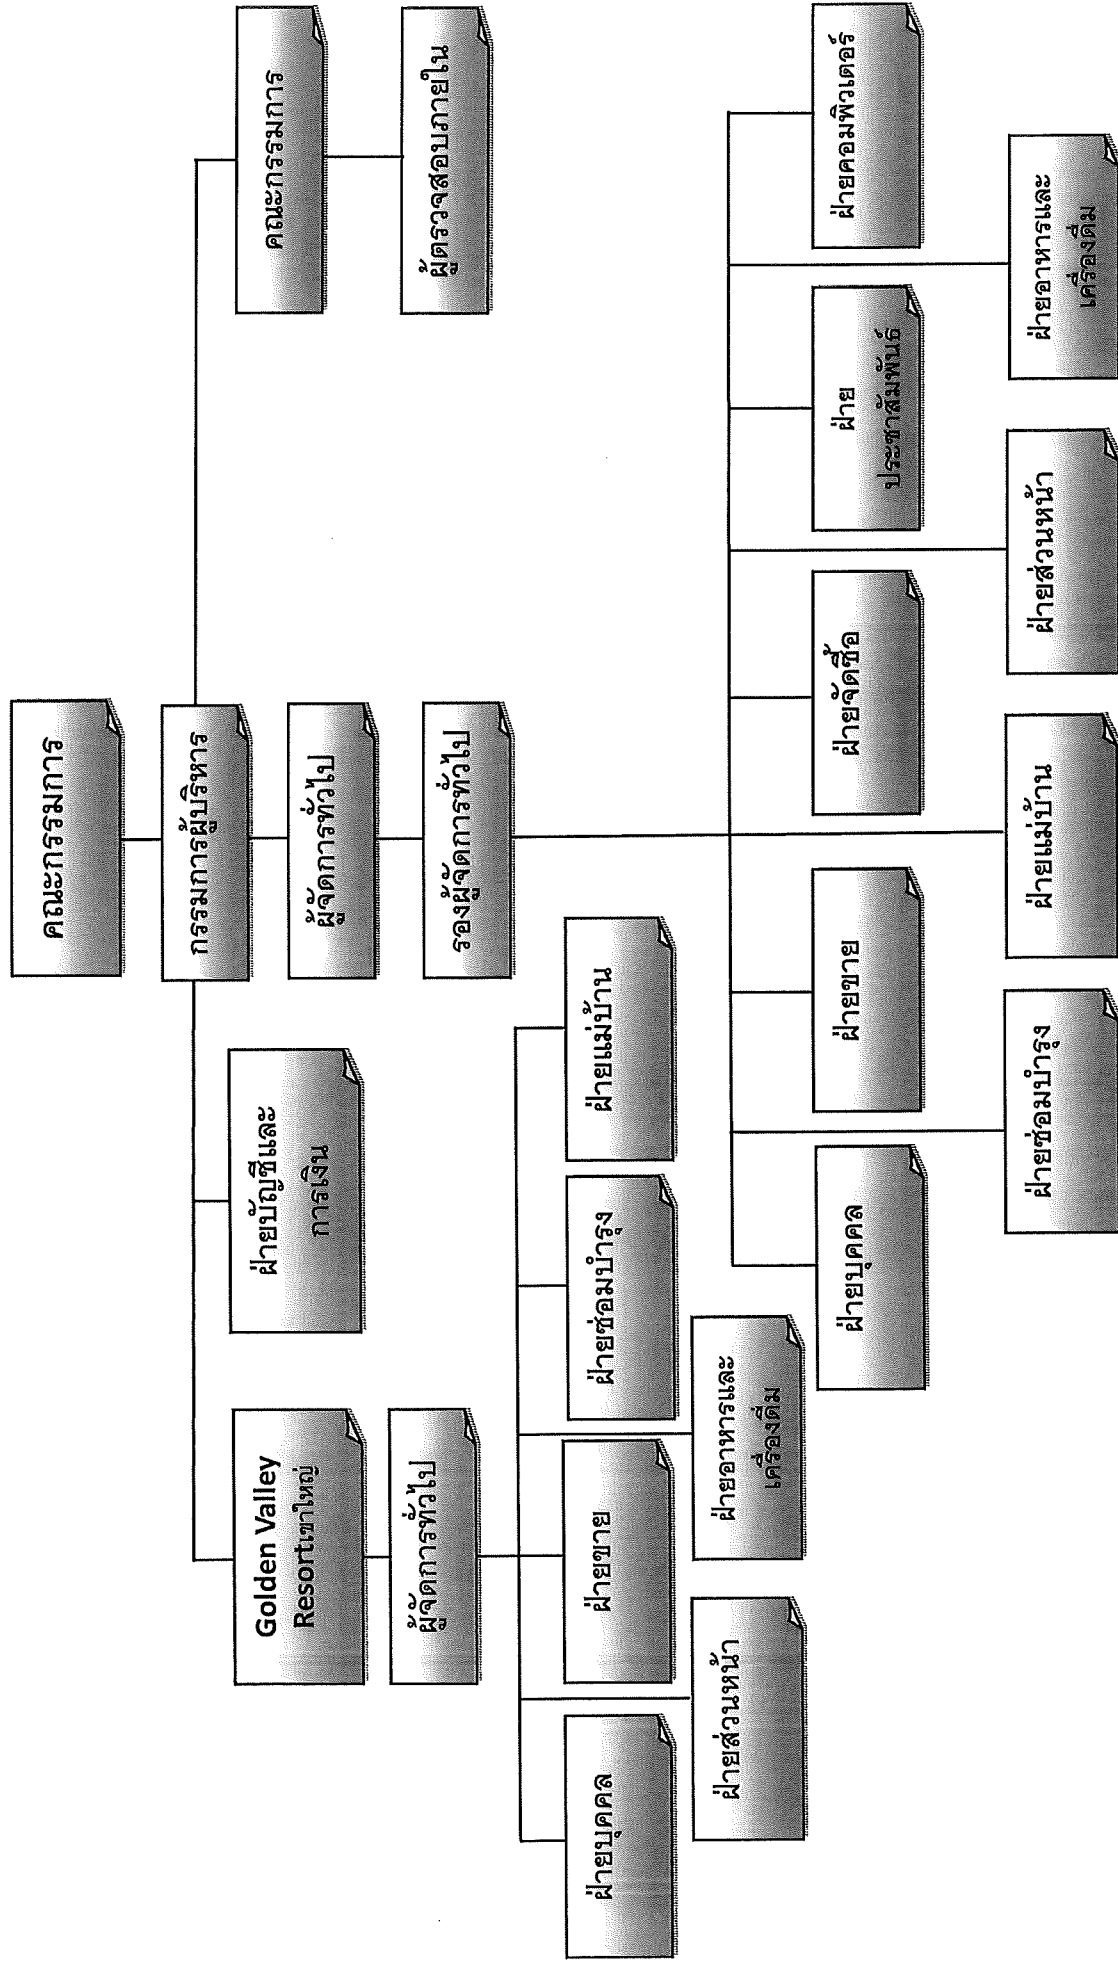 คณะกรรมการ
กรรมการผู้บริหาร
ผู้จัดการทั่วไป
รองผู้จัดการทั่วไป
คณะกรรมการ
ผู้ตรวจสอบภายใน
ฝ่ายบัญชีและ
การเงิน
Golden Valley
Resortเขาใหญ่
ผู้จัดการทั่วไป
ฝ่ายบุคคล
ฝ่ายขาย
ฝ่ายซ่อมบำรุง
ฝ่ายแม่บ้าน
ฝ่ายส่วนหน้า
ฝ่ายอาหารและ
เครื่องดื่ม
ฝ่ายบุคคล
ฝ่ายขาย
ฝ่ายจัดซื้อ
ฝ่าย
ประชาสัมพันธ์
ฝ่ายคอมพิวเตอร์
ฝ่ายซ่อมบำรุง
ฝ่ายแม่บ้าน
ฝ่ายส่วนหน้า
ฝ่ายอาหารและ
เครื่องดื่ม